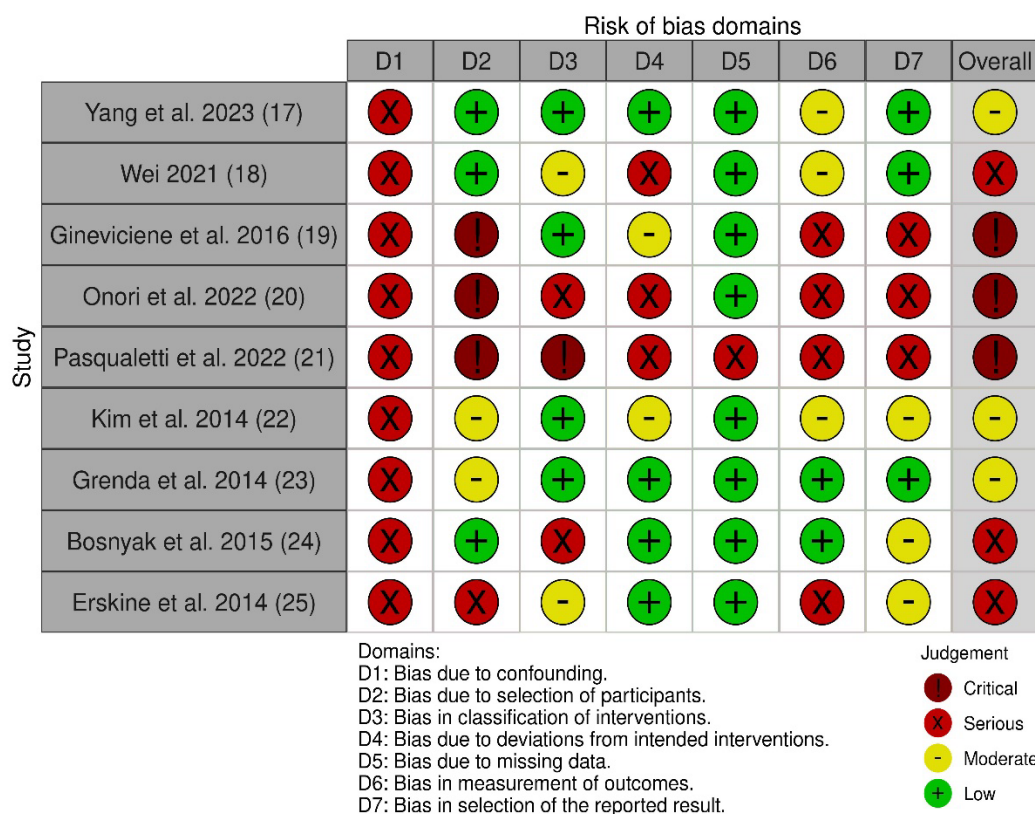 Risk of bias domains
D1 D2 D3 D4 D5 D6 D7 Overall
Study
Yang et al. 2023 (17) X + + + + - + -
Wei 2021 (18) X + - X + - + X
Gineviciene et al. 2016 (19) X ! + - + X X !
Onori et al. 2022 (20) X ! X X + X X !
Pasqualetti et al. 2022 (21) X ! ! X X X X !
Kim et al. 2014 (22) X - + - + - - -
Grenda et al. 2014 (23) X - + + + + + -
Bosnyak et al. 2015 (24) X + X + + + - X
Erskine et al. 2014 (25) X X - + + X - X
Domains:
D1: Bias due to confounding.
D2: Bias due to selection of participants.
D3: Bias in classification of interventions.
D4: Bias due to deviations from intended interventions.
D5: Bias due to missing data.
D6: Bias in measurement of outcomes.
D7: Bias in selection of the reported result.
Judgement
! Critical
X Serious
- Moderate
+ Low